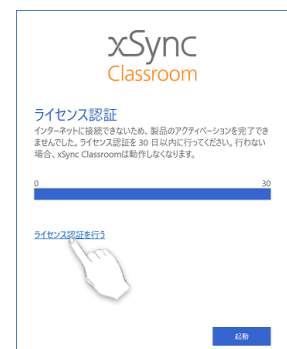 xSync
Classroom
ライセンス認証
インターネットに接続できないため、製品のアクティベーションを完了でき
ませんでした。ライセンス認証を 30 日以内に行ってください。行わない
場合、xSync Classroomは動作しなくなります。
0 30
ライセンス認証を行う
起動